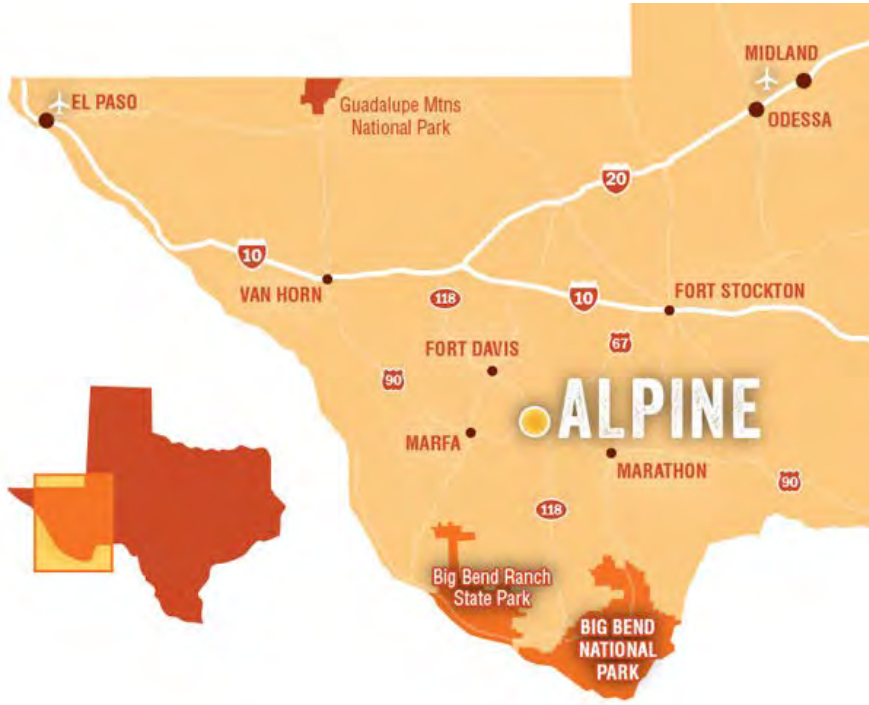 MIDLAND
EL PASO
Guadalupe Mtns
National Park
ODESSA
20
10
VAN HORN
118
10
FORT STOCKTON
67
FORT DAVIS
90
ALPINE
MARFA
MARATHON
90
118
Big Bend Ranch
State Park
BIG BEND
NATIONAL
PARK